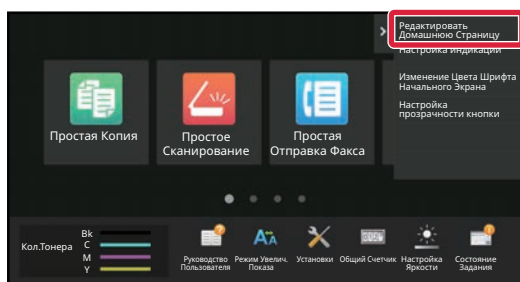 Редактировать
Домашнюю Страницу
Настройка индикации
Изменение Цвета Шрифта
Начального Экрана
Настройка
прозрачности кнопки
Простая Копия
Простое
Сканирование
Простая
Отправка Факса
Кол.Тонера
Bk
C
M
Y
Руководство
Пользователя
Режим Увелич.
Показа
Установки
Общий Счетчик
Настройка
Яркости
Состояние
Задания